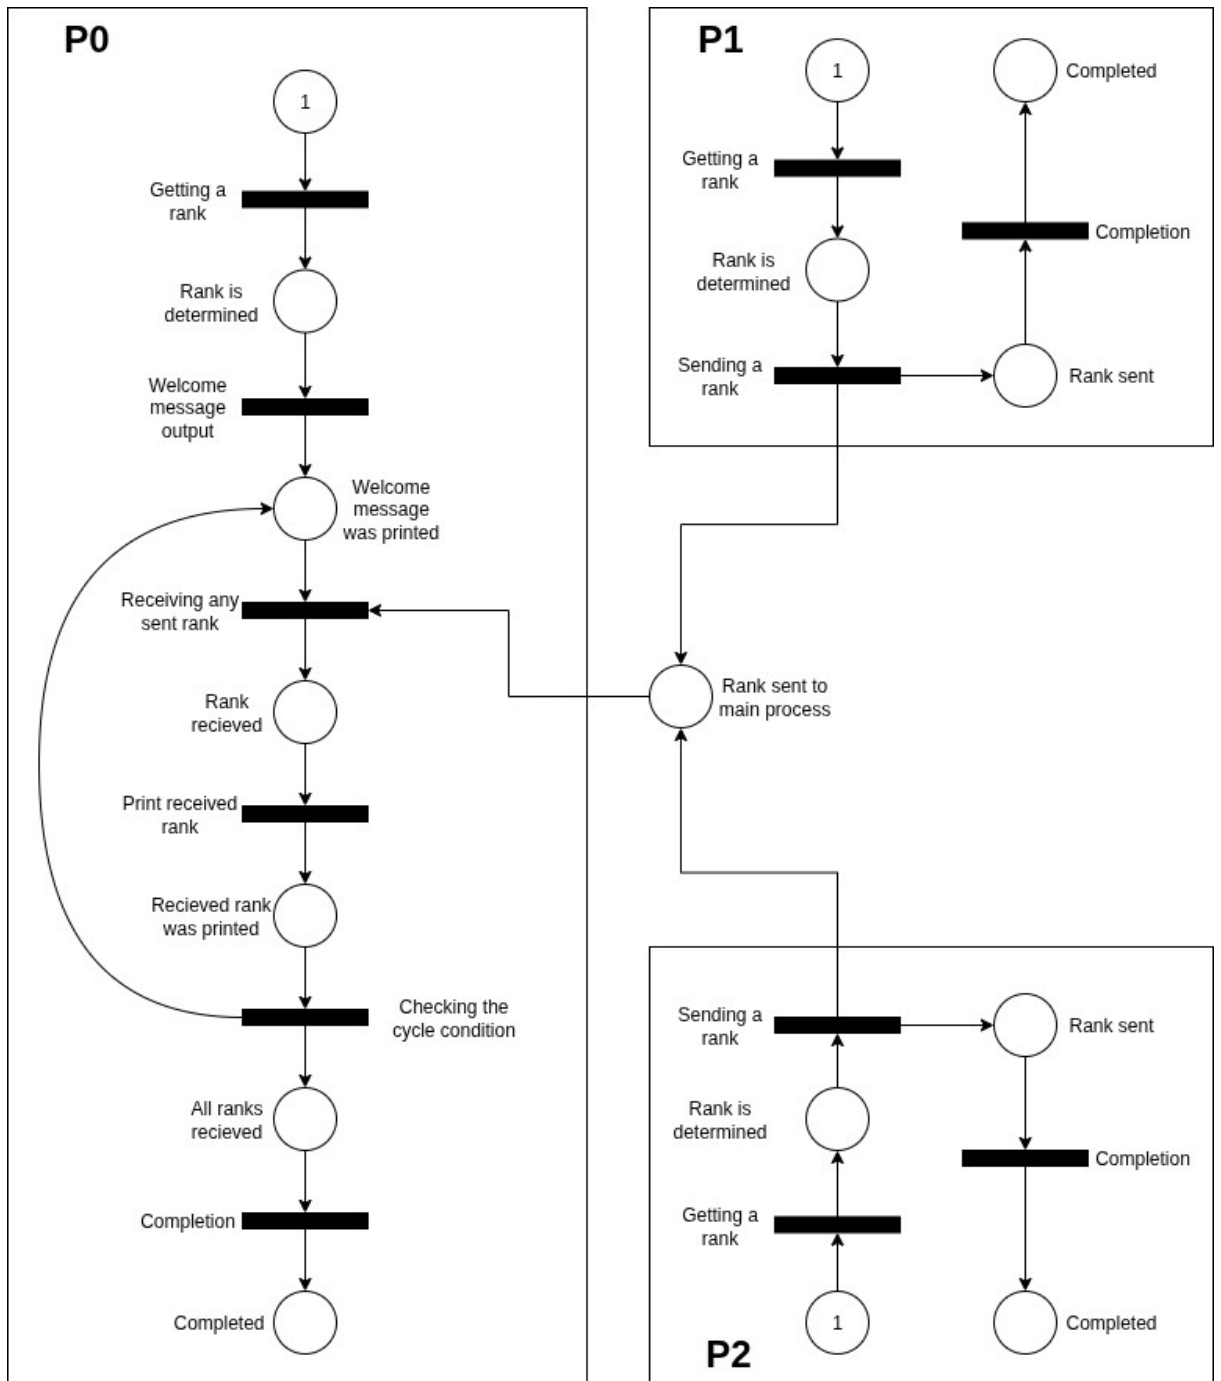 P0
1
Getting a
rank
Rank is
determined
Welcome
message
output
Welcome
message
was printed
Receiving any
sent rank
Rank
recieved
Print received
rank
Recieved rank
was printed
Checking the
cycle condition
All ranks
recieved
Completion
Completed
P1
1
Completed
Getting a
rank
Completion
Rank is
determined
Sending a
rank
Rank sent
Rank sent to
main process
Sending a
rank
Rank sent
Rank is
determined
Completion
Getting a
rank
1
Completed
P2